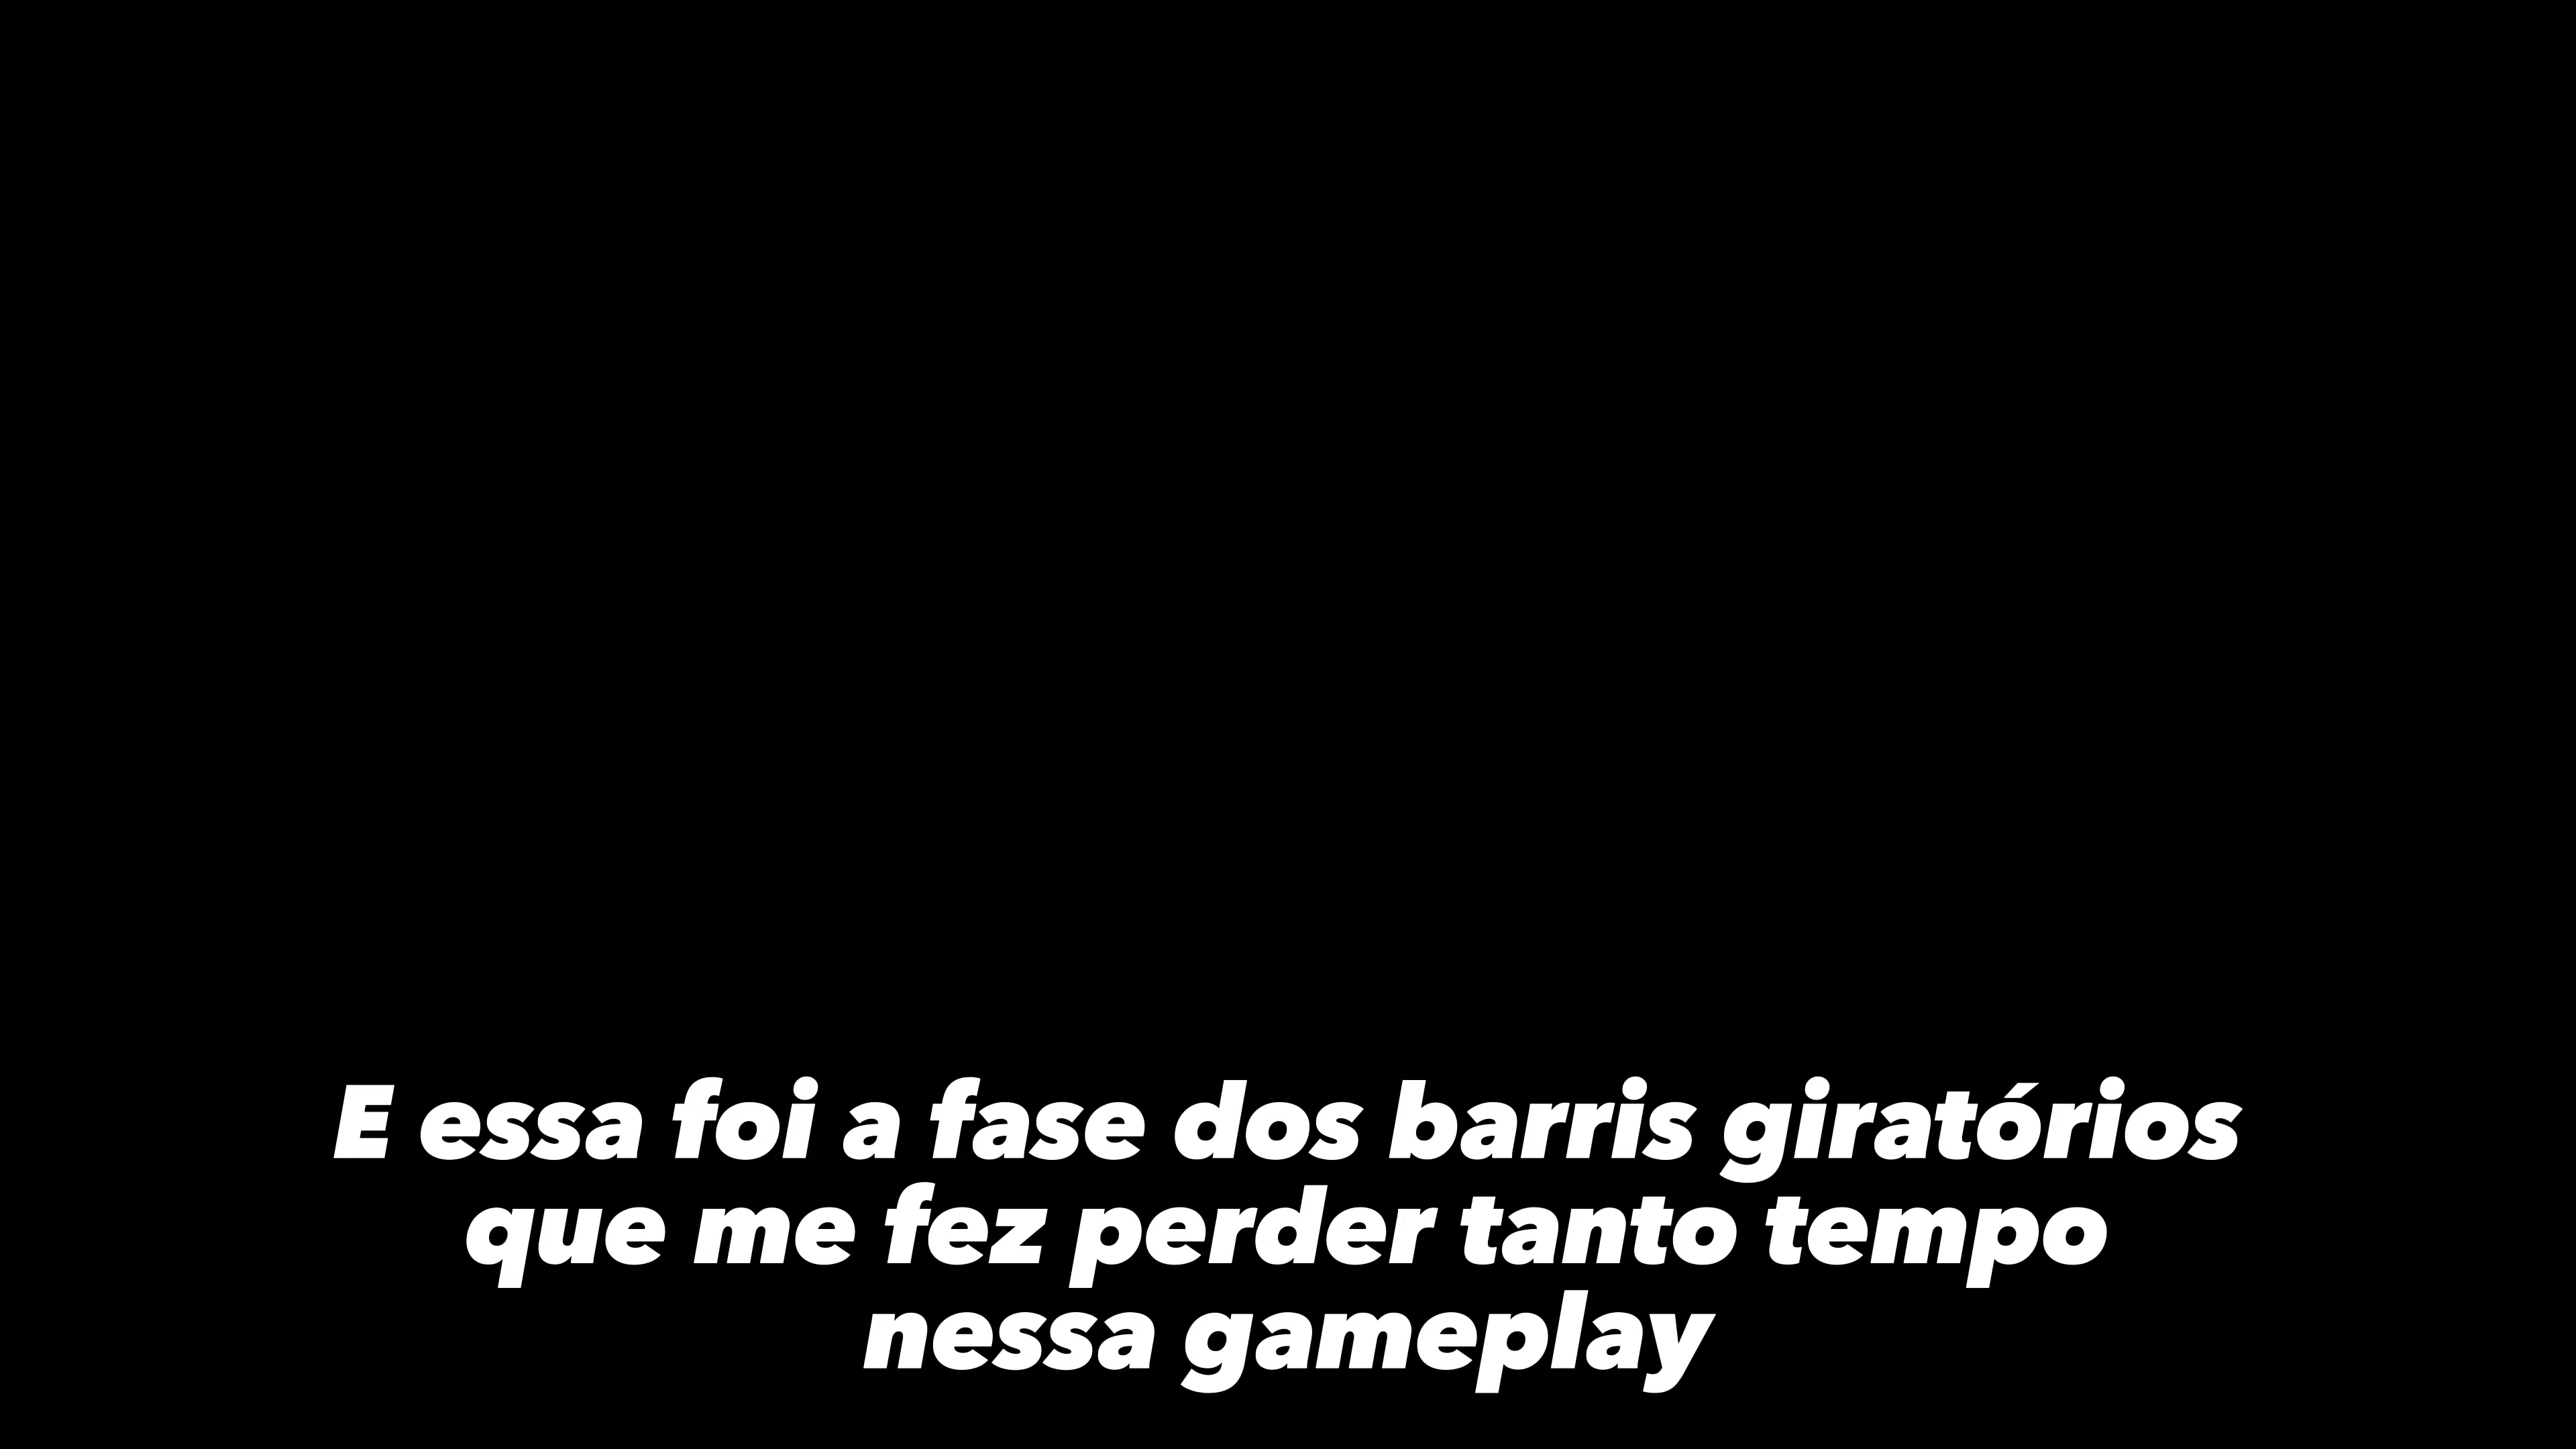 E essa foi a fase dos barris giratórios
que me fez perder tanto tempo
nessa gameplay